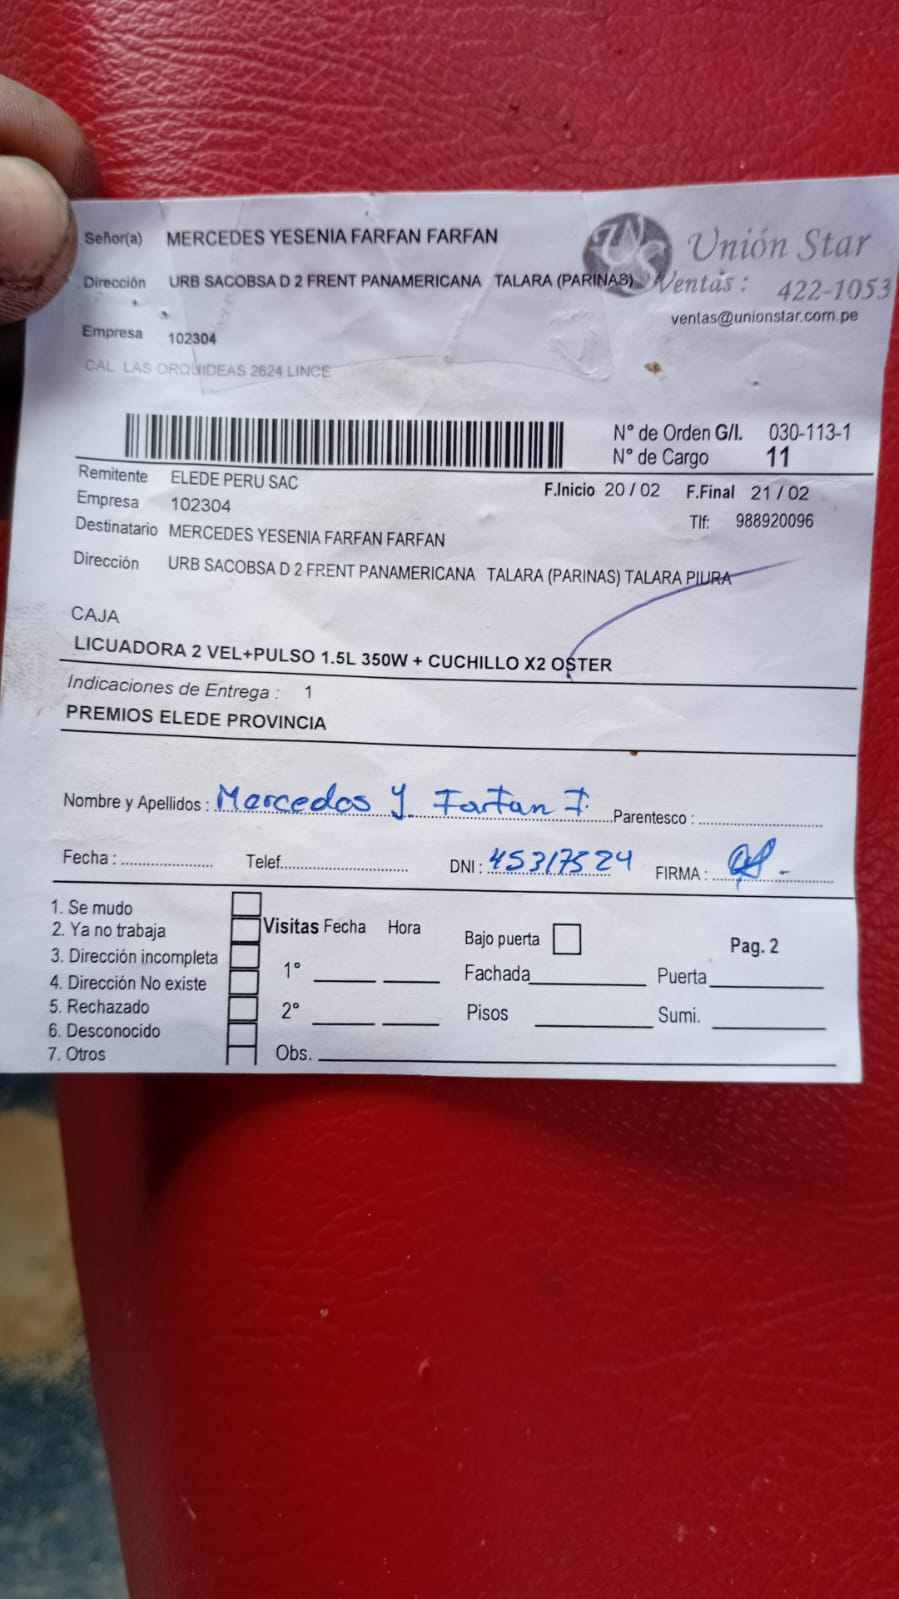 Señor(a) MERCEDES YESENIA FARFAN FARFAN
Unión Star
Dirección URB SACOBSA D 2 FRENT PANAMERICANA TALARA (PARINAS)
Ventas : 422-1053
ventas@unionstar.com.pe
Empresa 102304
CAL. LAS ORQUIDEAS 2624 LINCE
N° de Orden G/I. 030-113-1
N° de Cargo 11
Remitente ELEDE PERU SAC
F.Inicio 20 / 02 F.Final 21 / 02
Empresa 102304
Tlf: 988920096
Destinatario MERCEDES YESENIA FARFAN FARFAN
Dirección URB SACOBSA D 2 FRENT PANAMERICANA TALARA (PARINAS) TALARA PIURA
CAJA
LICUADORA 2 VEL+PULSO 1.5L 350W + CUCHILLO X2 OSTER
Indicaciones de Entrega : 1
PREMIOS ELEDE PROVINCIA
Nombre y Apellidos : Mercedes Y Farfan F. Parentesco :
Fecha : Telef. DNI : 45317524 FIRMA :
1. Se mudo
2. Ya no trabaja
3. Dirección incompleta
4. Dirección No existe
5. Rechazado
6. Desconocido
7. Otros
Visitas Fecha Hora
1°
2°
Obs.
Bajo puerta Pag. 2
Fachada Puerta
Pisos Sumi.